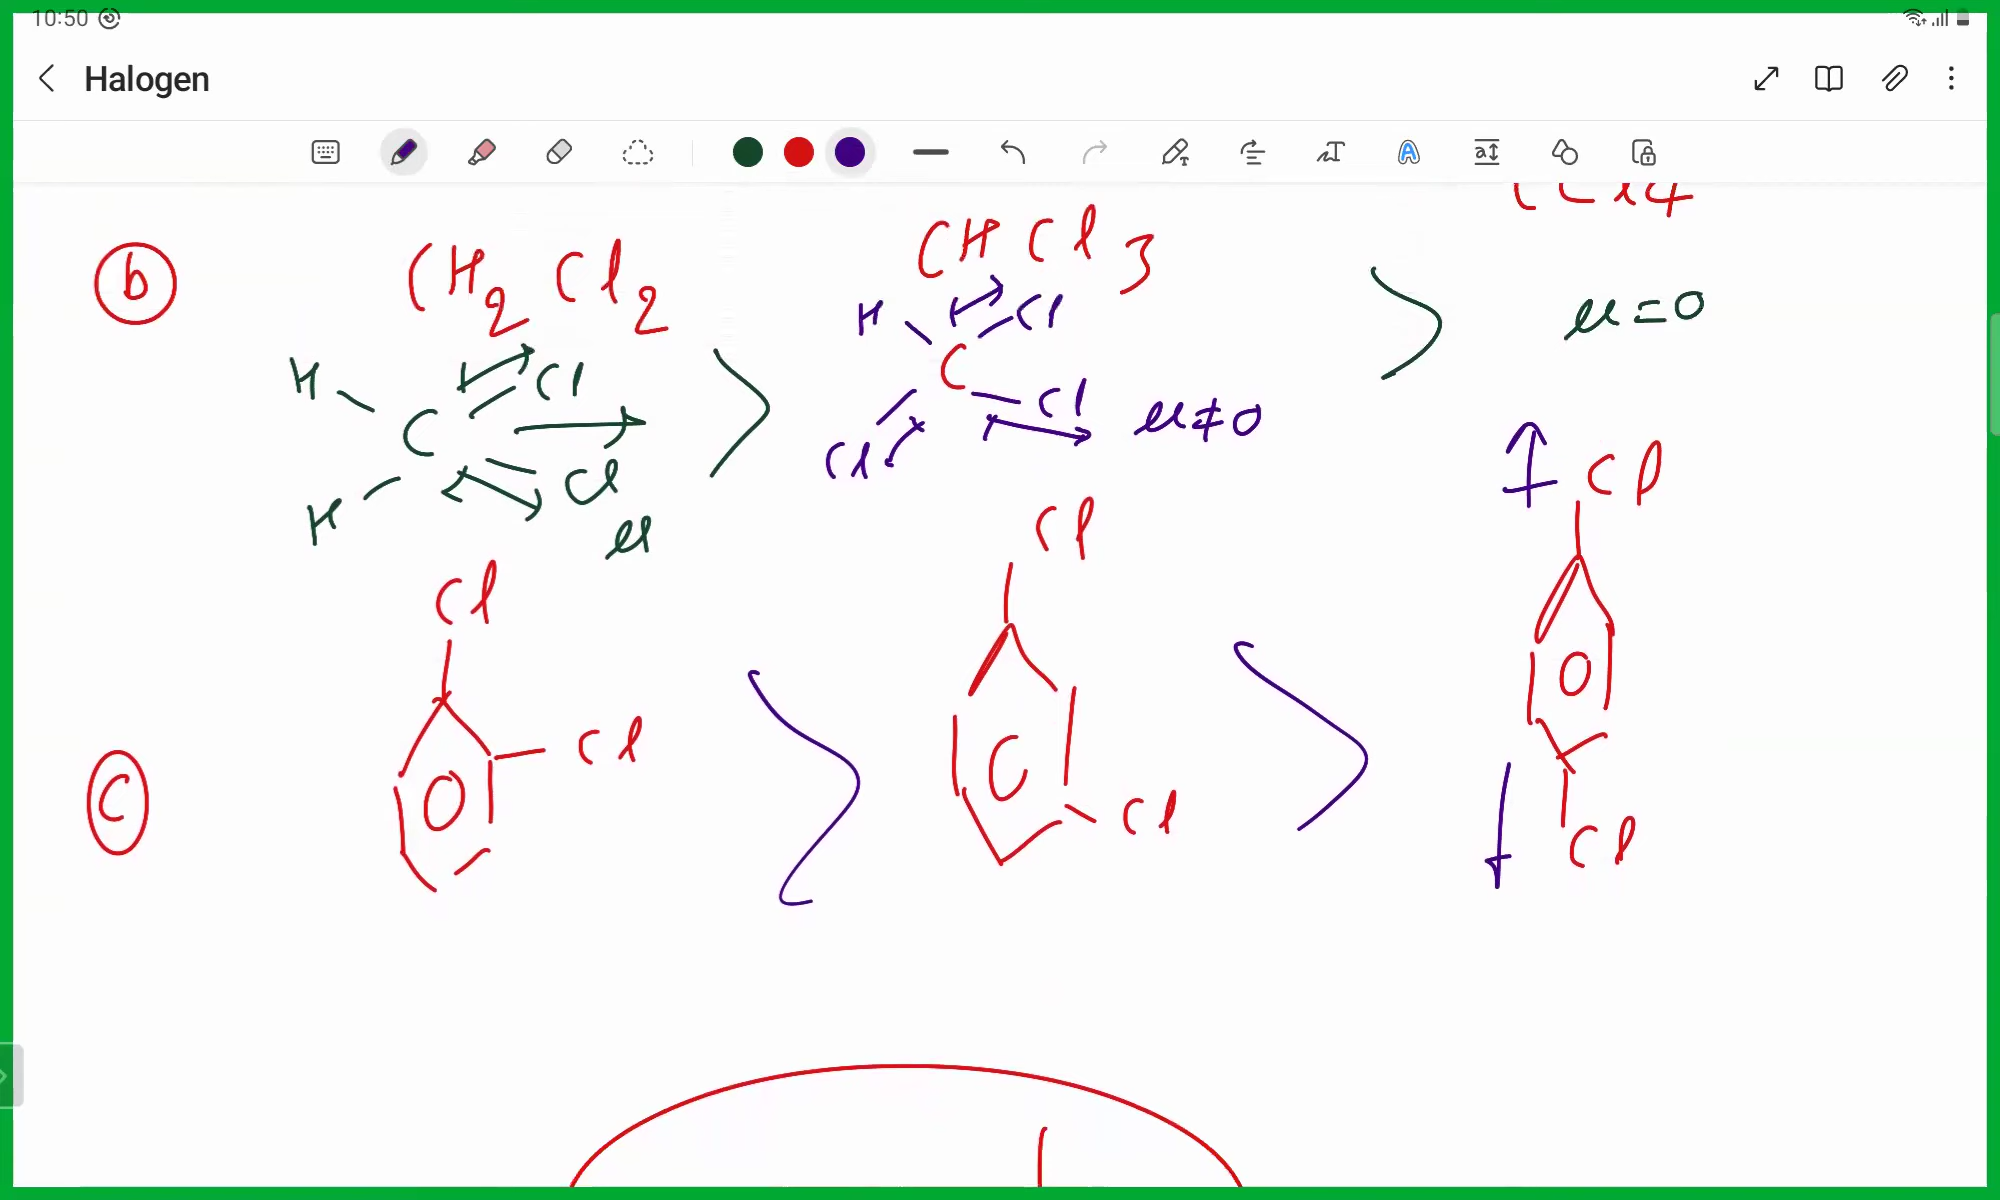 10:50
Halogen
CCl4
b CH2Cl2 > CHCl3 > μ=0
H Cl
C
H Cl
μ
H Cl
C
Cl Cl μ≠0
Cl Cl Cl
c Cl > Cl > Cl